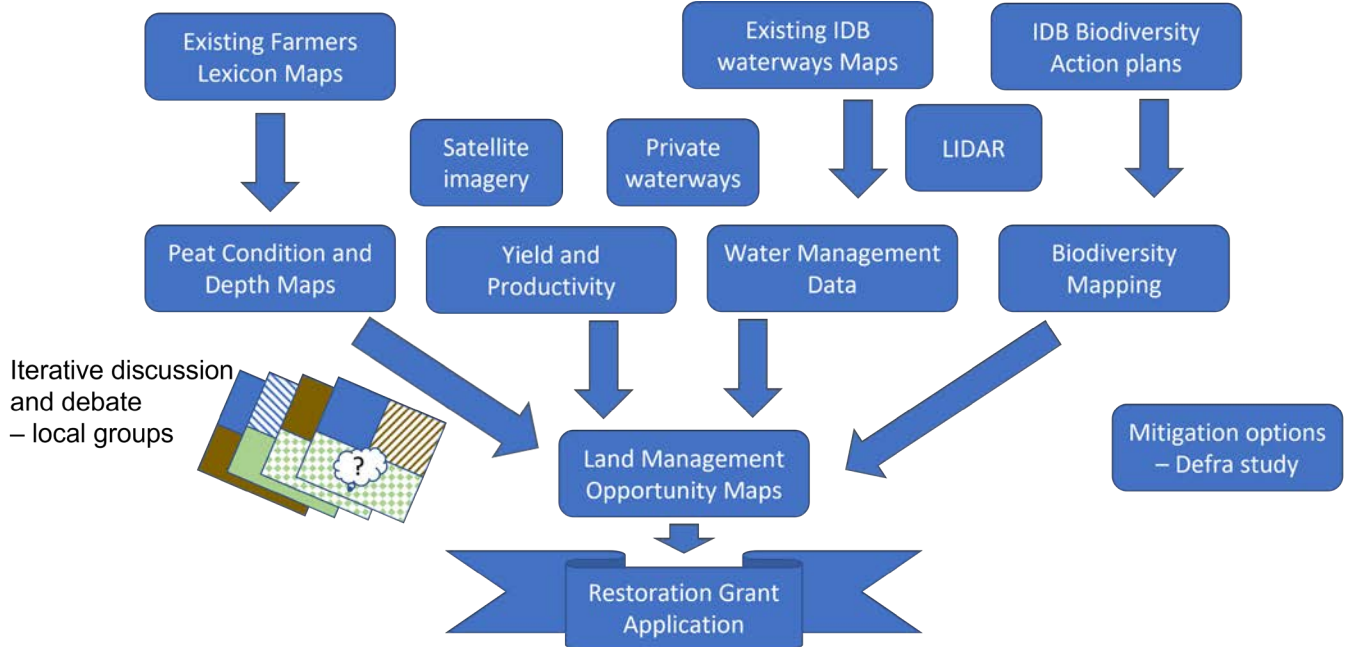 Existing Farmers
Lexicon Maps
Existing IDB
waterways Maps
IDB Biodiversity
Action plans
Satellite
imagery
Private
waterways
LIDAR
Peat Condition and
Depth Maps
Yield and
Productivity
Water Management
Data
Biodiversity
Mapping
Iterative discussion
and debate
– local groups
?
Land Management
Opportunity Maps
Mitigation options
– Defra study
Restoration Grant
Application